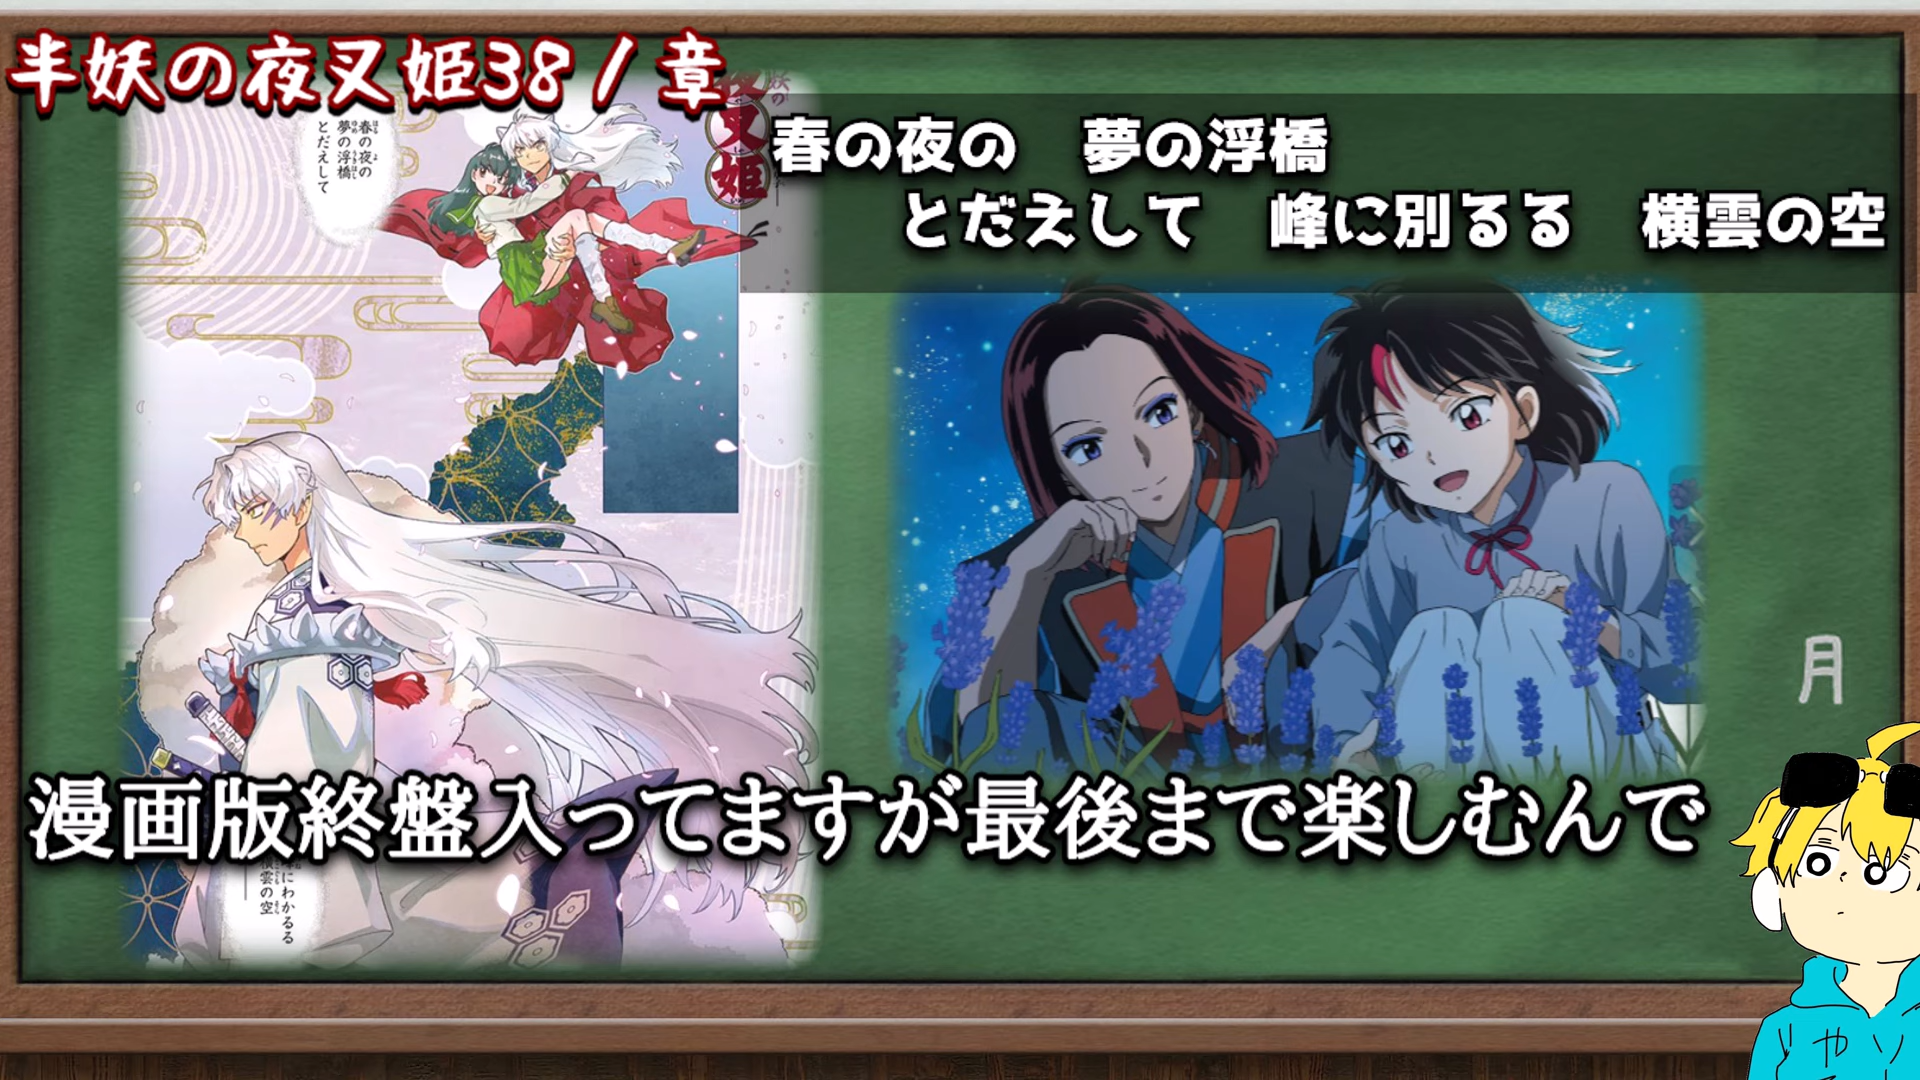 半妖の夜叉姫38/章
春の夜の
夢の浮橋
とだえして
叉姫
春の夜の　夢の浮橋
とだえして　峰に別るる　横雲の空
月
漫画版終盤入ってますが最後まで楽しむんで
にわかるる
横雲の空